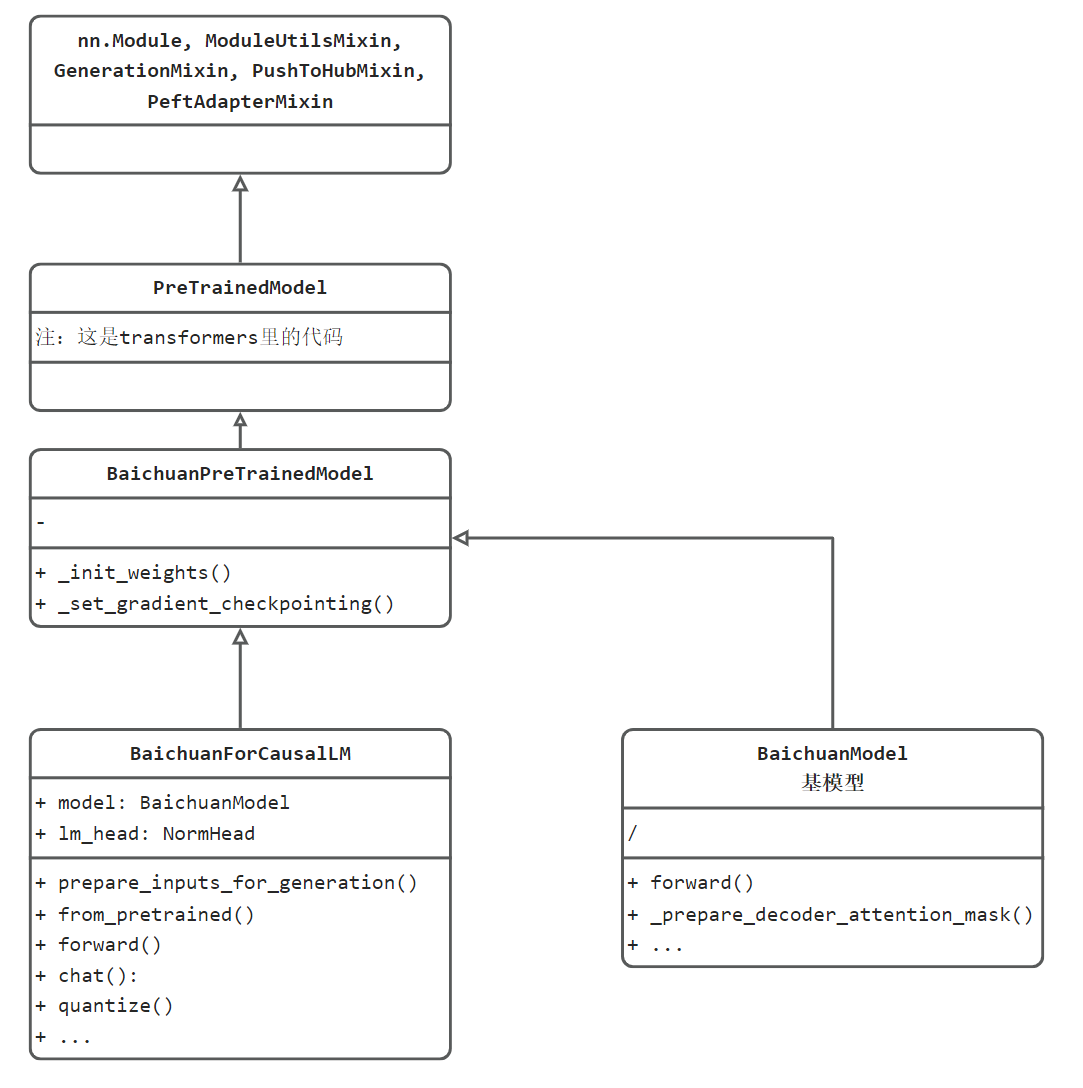 nn.Module, ModuleUtilsMixin,
GenerationMixin, PushToHubMixin,
PeftAdapterMixin
PreTrainedModel
注：这是transformers里的代码
BaichuanPreTrainedModel
-
+ _init_weights()
+ _set_gradient_checkpointing()
BaichuanForCausalLM
+ model: BaichuanModel
+ lm_head: NormHead
+ prepare_inputs_for_generation()
+ from_pretrained()
+ forward()
+ chat():
+ quantize()
+ ...
BaichuanModel
基模型
/
+ forward()
+ _prepare_decoder_attention_mask()
+ ...